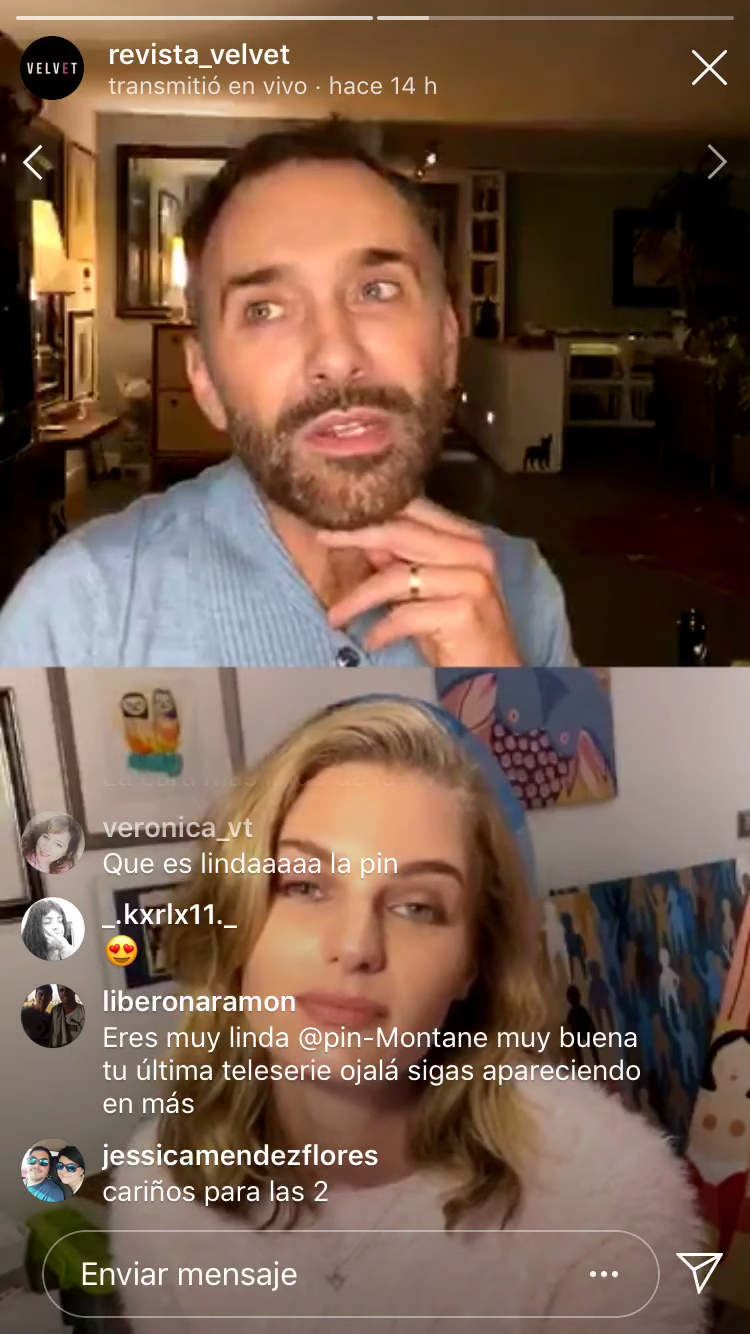 VELVET
revista_velvet
transmitió en vivo · hace 14 h
veronica_vt
Que es lindaaaaa la pin
_.kxrlx11._
😍
liberonaramon
Eres muy linda @pin-Montane muy buena
tu última teleserie ojalá sigas apareciendo
en más
jessicamendezflores
cariños para las 2
Enviar mensaje